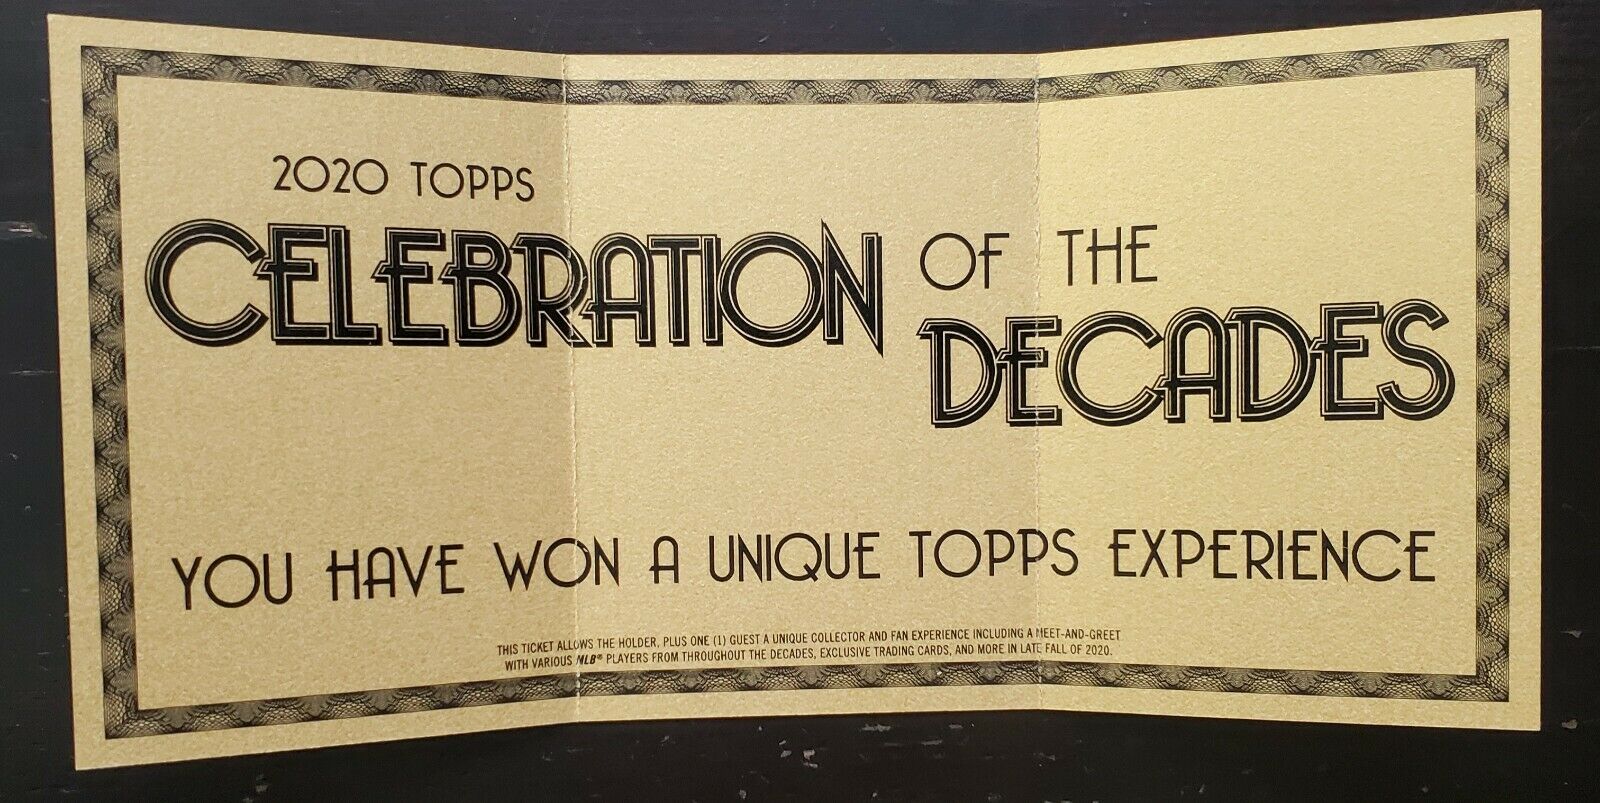 2020 TOPPS
CELEBRATION OF THE
DECADES
YOU HAVE WON A UNIQUE TOPPS EXPERIENCE
THIS TICKET ALLOWS THE HOLDER, PLUS ONE (1) GUEST A UNIQUE COLLECTOR AND FAN EXPERIENCE INCLUDING A MEET-AND-GREET
WITH VARIOUS MLB® PLAYERS FROM THROUGHOUT THE DECADES, EXCLUSIVE TRADING CARDS, AND MORE IN LATE FALL OF 2020.